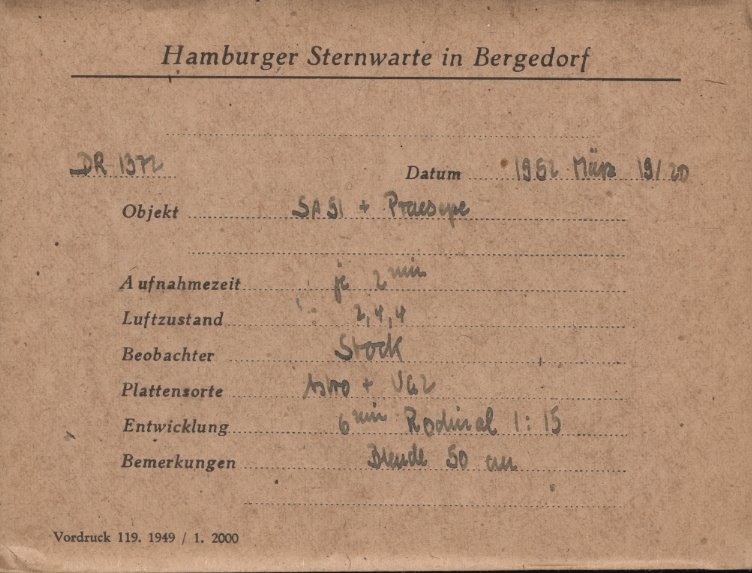 Hamburger Sternwarte in Bergedorf
DR 1372 Datum 1952 März 19/20
Objekt SA 51 + Praesepe
Aufnahmezeit je 2 min
Luftzustand 2,4,4
Beobachter Stock
Plattensorte Astro + UG2
Entwicklung 6 min Rodinal 1:15
Bemerkungen Blende 50 cm
Vordruck 119. 1949 / 1. 2000